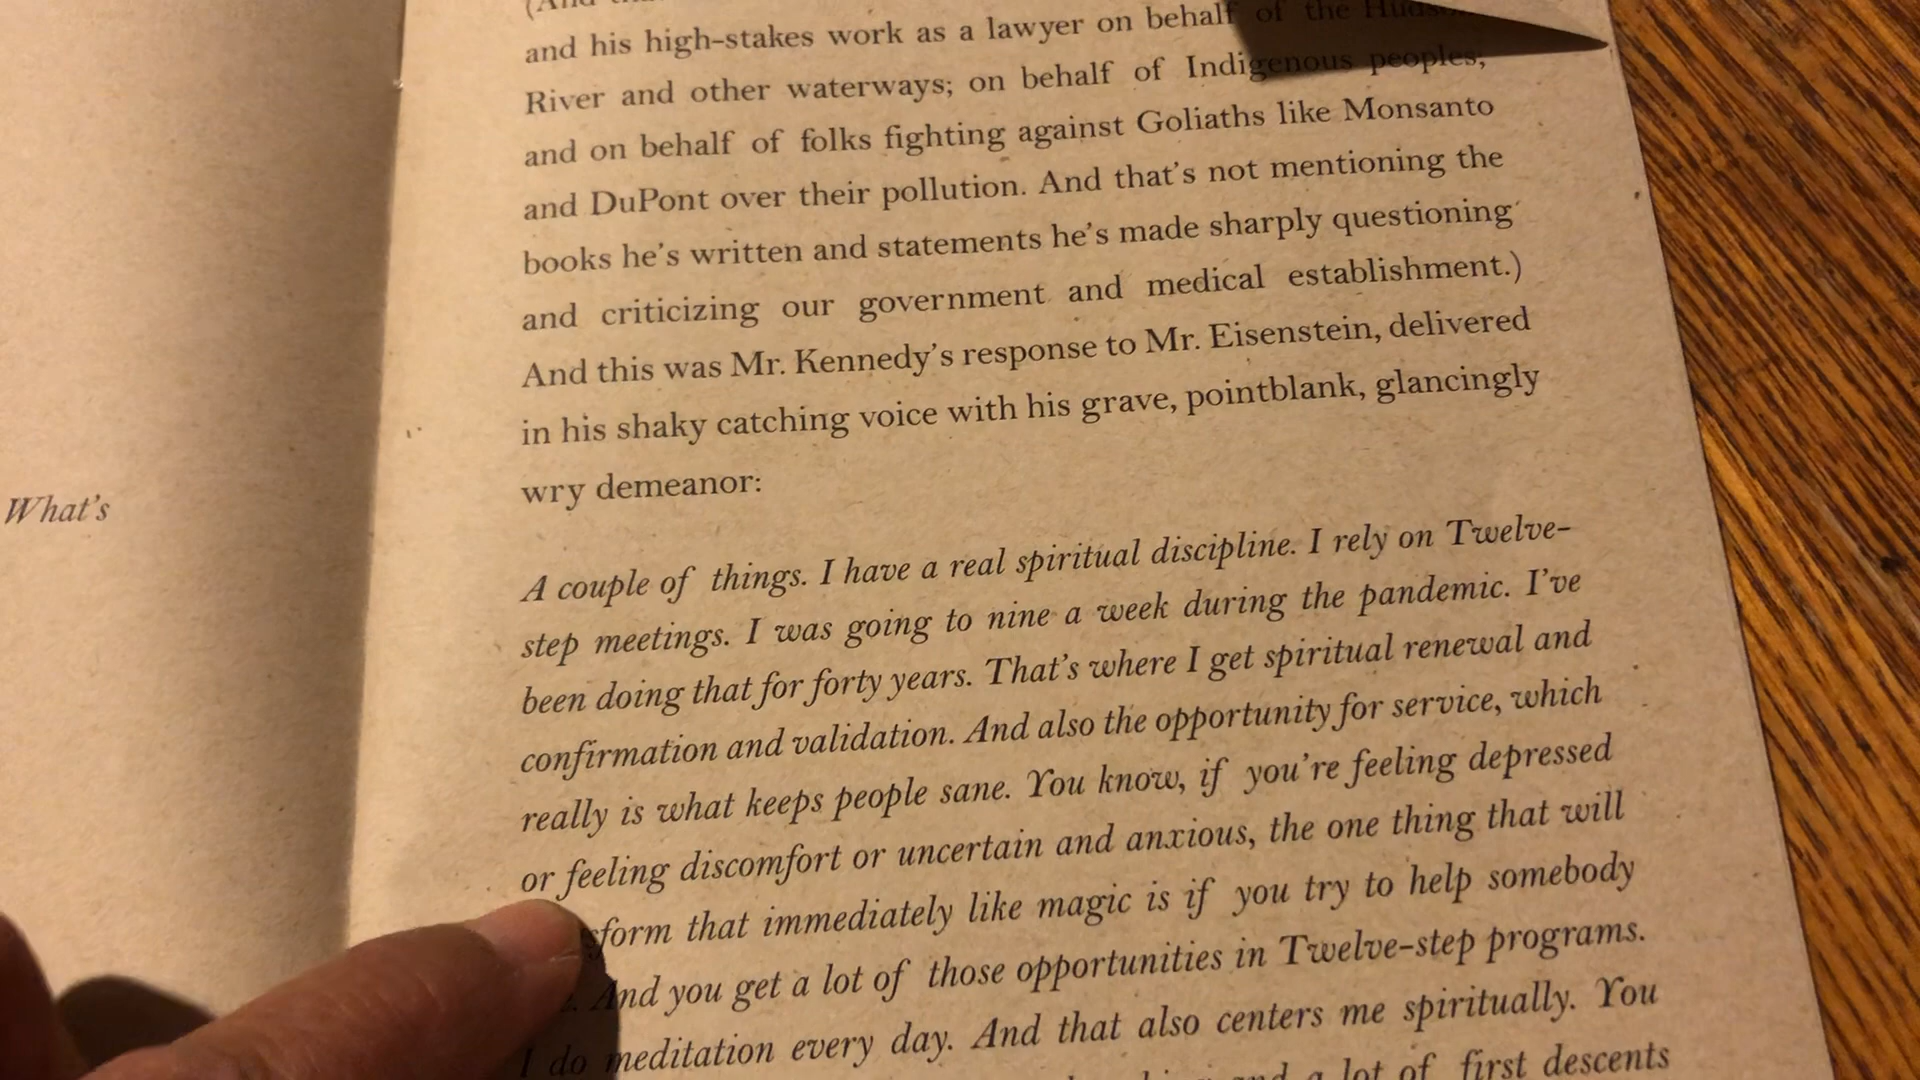 What's
and his high-stakes work as a lawyer on behalf of the
River and other waterways; on behalf of Indigenous peoples;
and on behalf of folks fighting against Goliaths like Monsanto
and DuPont over their pollution. And that's not mentioning the
books he's written and statements he's made sharply questioning
and criticizing our government and medical establishment.)
And this was Mr. Kennedy's response to Mr. Eisenstein, delivered
in his shaky catching voice with his grave, pointblank, glancingly
wry demeanor:
A couple of things. I have a real spiritual discipline. I rely on Twelve-
step meetings. I was going to nine a week during the pandemic. I've
been doing that for forty years. That's where I get spiritual renewal and
confirmation and validation. And also the opportunity for service, which
really is what keeps people sane. You know, if you're feeling depressed
or feeling discomfort or uncertain and anxious, the one thing that will
that immediately like magic is if you try to help somebody
And you get a lot of those opportunities in Twelve-step programs.
I do meditation every day. And that also centers me spiritually. You
and a lot of first descents